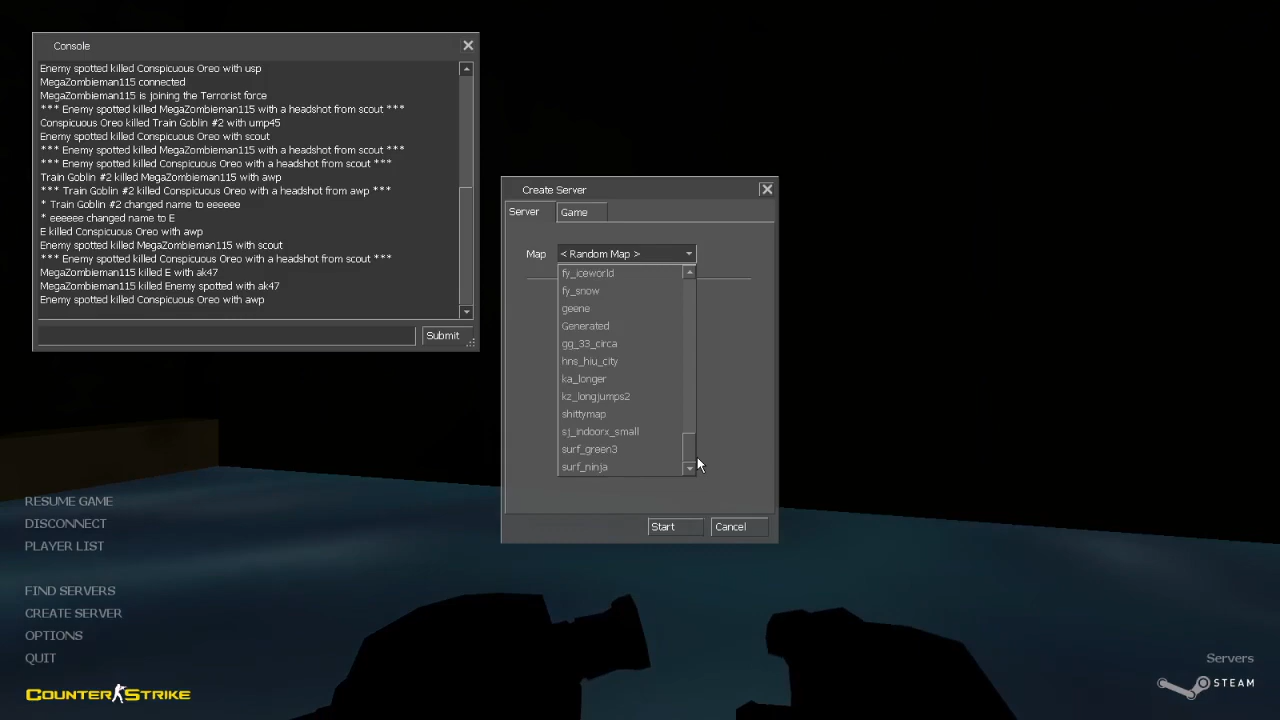 Console
Enemy spotted killed Conspicuous Oreo with usp
MegaZombieman115 connected
MegaZombieman115 is joining the Terrorist force
*** Enemy spotted killed MegaZombieman115 with a headshot from scout ***
Conspicuous Oreo killed Train Goblin #2 with ump45
Enemy spotted killed Conspicuous Oreo with scout
*** Enemy spotted killed MegaZombieman115 with a headshot from scout ***
*** Enemy spotted killed Conspicuous Oreo with a headshot from scout ***
Train Goblin #2 killed MegaZombieman115 with awp
*** Train Goblin #2 killed Conspicuous Oreo with a headshot from awp ***
* Train Goblin #2 changed name to eeeeee
* eeeeee changed name to E
E killed Conspicuous Oreo with awp
Enemy spotted killed MegaZombieman115 with scout
*** Enemy spotted killed Conspicuous Oreo with a headshot from scout ***
MegaZombieman115 killed E with ak47
MegaZombieman115 killed Enemy spotted with ak47
Enemy spotted killed Conspicuous Oreo with awp
Submit
Create Server
Server Game
Map < Random Map >
fy_iceworld
fy_snow
geene
Generated
gg_33_circa
hns_hiu_city
ka_longer
kz_longjumps2
shittymap
sj_indoorx_small
surf_green3
surf_ninja
Start Cancel
RESUME GAME
DISCONNECT
PLAYER LIST
FIND SERVERS
CREATE SERVER
OPTIONS
QUIT
COUNTER STRIKE
Servers
STEAM